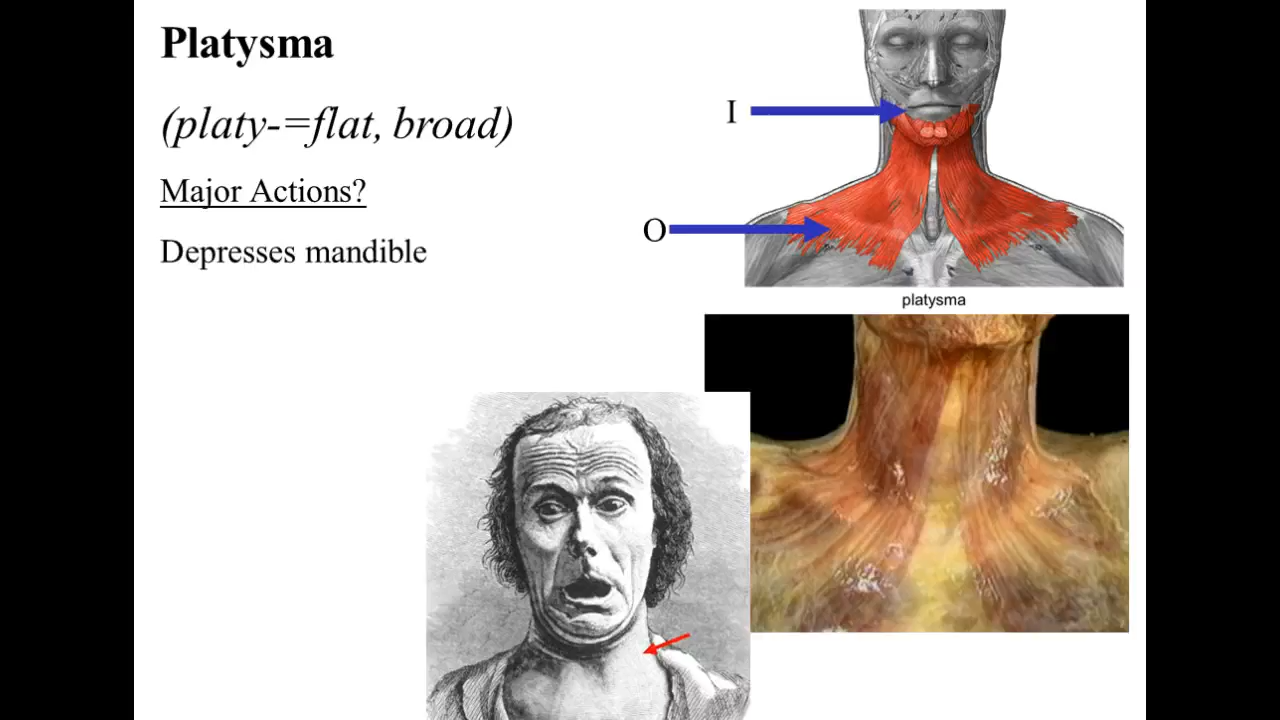 Platysma
(platy-=flat, broad)
Major Actions?
Depresses mandible
I
O
platysma